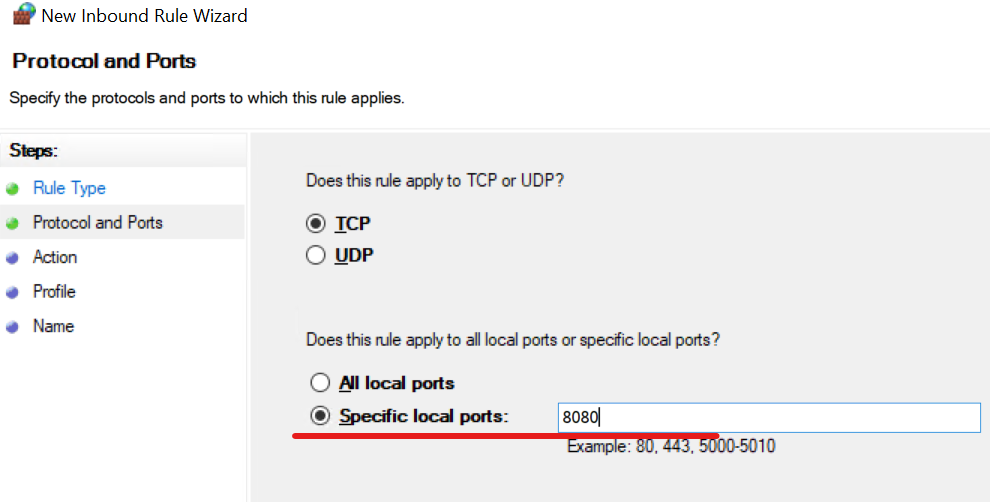 New Inbound Rule Wizard
Protocol and Ports
Specify the protocols and ports to which this rule applies.
Steps:
Rule Type
Protocol and Ports
Action
Profile
Name
Does this rule apply to TCP or UDP?
TCP
UDP
Does this rule apply to all local ports or specific local ports?
All local ports
Specific local ports: 8080
Example: 80, 443, 5000-5010